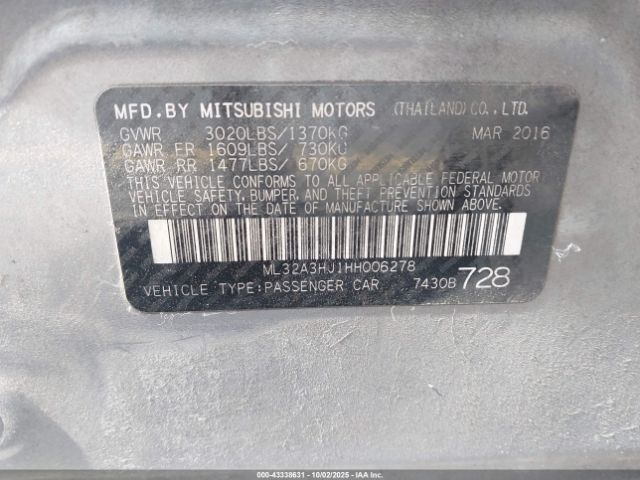 MFD.BY MITSUBISHI MOTORS (THAILAND)CO.,LTD.
GVWR 3020LBS/1370KG MAR 2016
GAWR FR 1609LBS/ 730KG
GAWR RR 1477LBS/ 670KG
THIS VEHICLE CONFORMS TO ALL APPLICABLE FEDERAL MOTOR
VEHICLE SAFETY, BUMPER, AND THEFT PREVENTION STANDARDS
IN EFFECT ON THE DATE OF MANUFACTURE SHOWN ABOVE.
ML32A3HJ1HH006278
VEHICLE TYPE:PASSENGER CAR 7430B 728
000-43338631 - 10/02/2025 - IAAI.COM